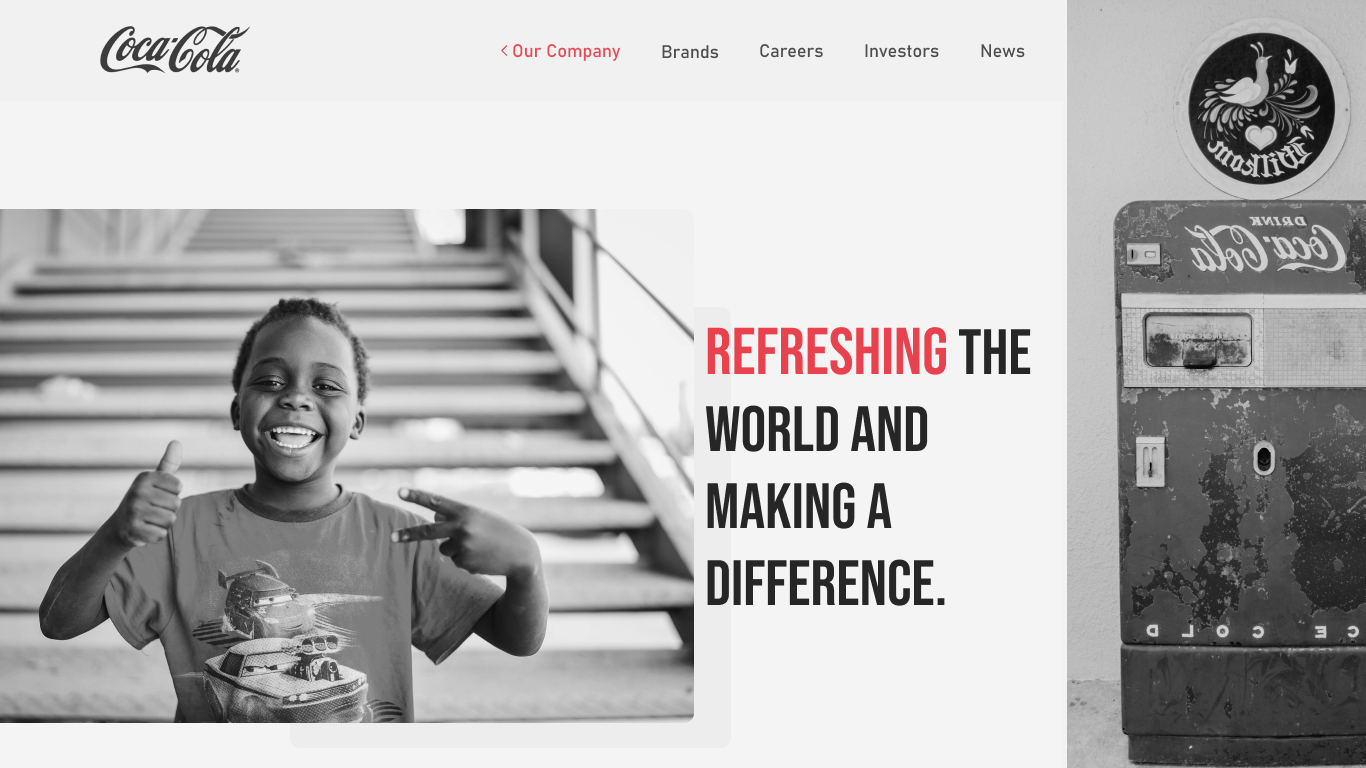 Coca-Cola
< Our Company Brands Careers Investors News
REFRESHING THE
WORLD AND
MAKING A
DIFFERENCE.
Wilkom
DRINK
Coca-Cola
ICE COLD